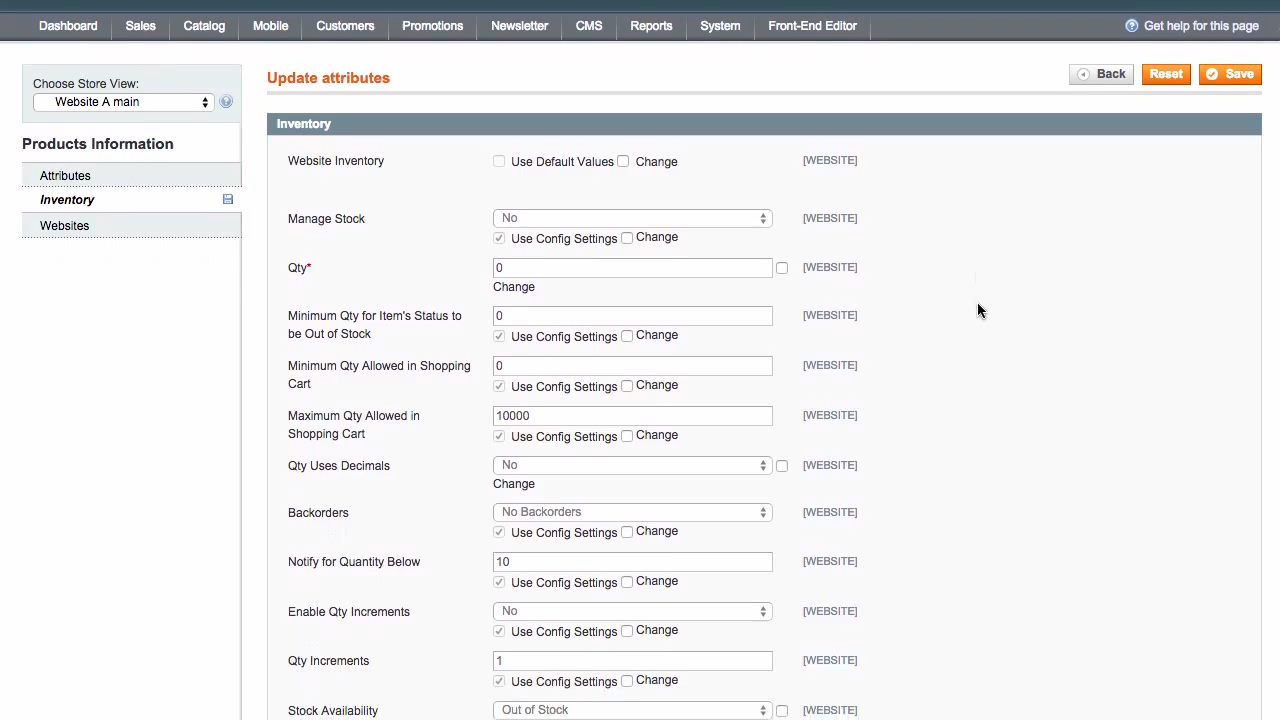 Dashboard Sales Catalog Mobile Customers Promotions Newsletter CMS Reports System Front-End Editor Get help for this page
Choose Store View:
Website A main
Products Information
Attributes
Inventory
Websites
Update attributes
Back Reset Save
Inventory
Website Inventory Use Default Values Change [WEBSITE]
Manage Stock No [WEBSITE]
Use Config Settings Change
Qty* 0 [WEBSITE]
Change
Minimum Qty for Item's Status to 0 [WEBSITE]
be Out of Stock Use Config Settings Change
Minimum Qty Allowed in Shopping 0 [WEBSITE]
Cart Use Config Settings Change
Maximum Qty Allowed in 10000 [WEBSITE]
Shopping Cart Use Config Settings Change
Qty Uses Decimals No [WEBSITE]
Change
Backorders No Backorders [WEBSITE]
Use Config Settings Change
Notify for Quantity Below 10 [WEBSITE]
Use Config Settings Change
Enable Qty Increments No [WEBSITE]
Use Config Settings Change
Qty Increments 1 [WEBSITE]
Use Config Settings Change
Stock Availability Out of Stock [WEBSITE]